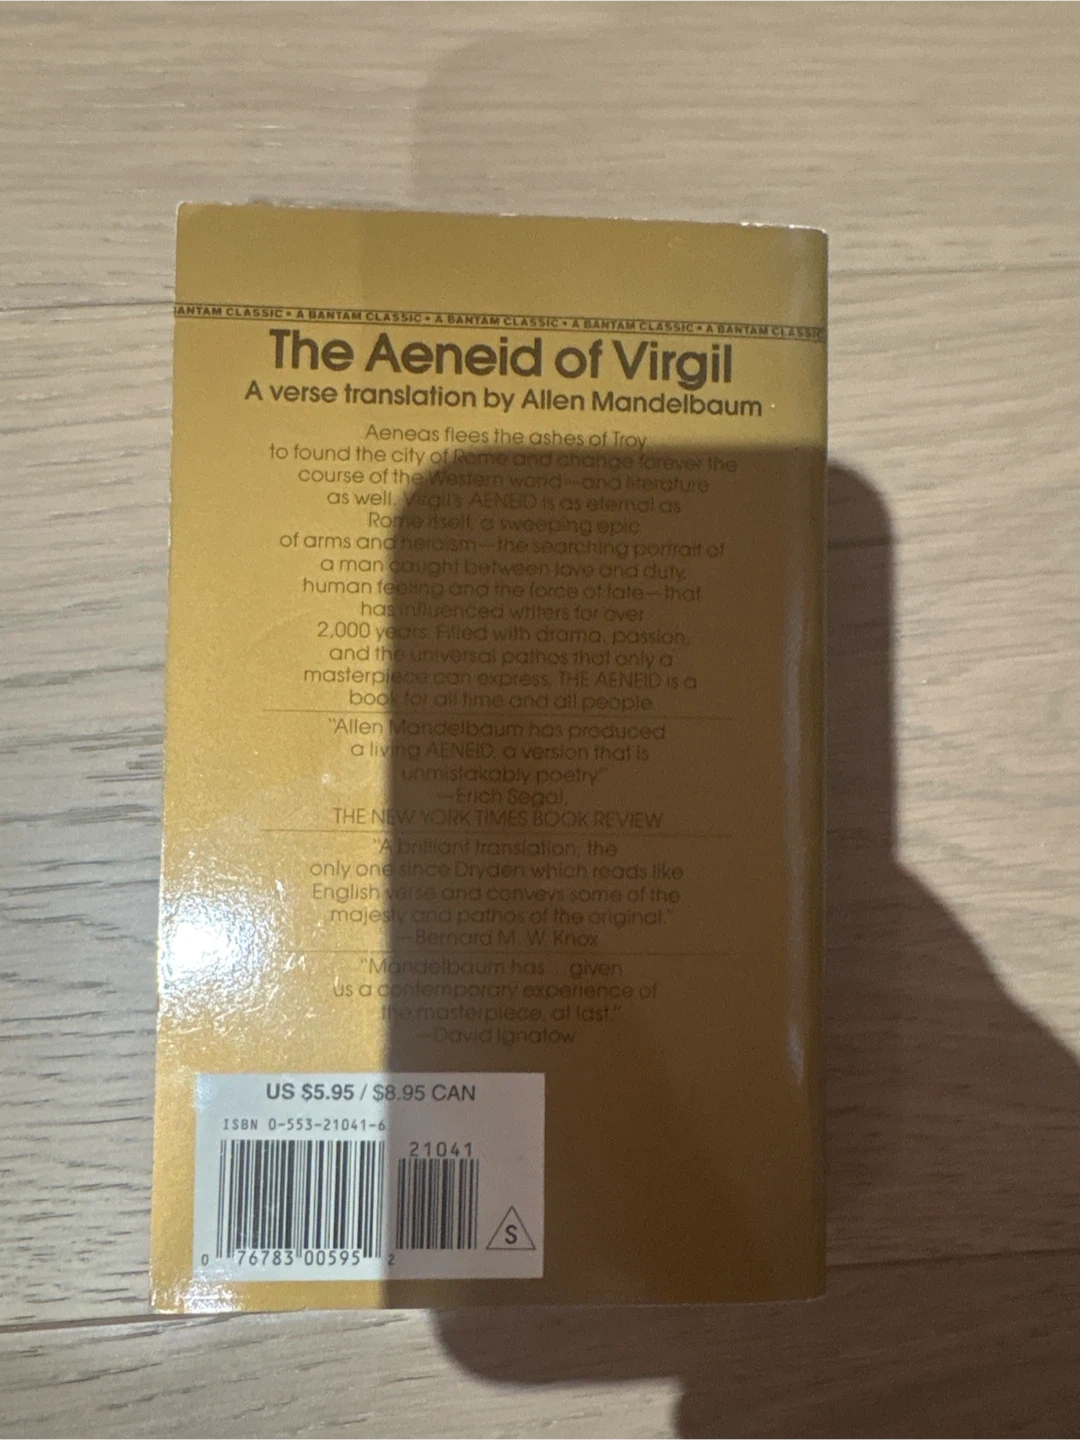 ANTAM CLASSIC • A BANTAM CLASSIC • A BANTAM CLASSIC • A BANTAM CLASSIC • A BANTAM CLASSIC
The Aeneid of Virgil
A verse translation by Allen Mandelbaum
Aeneas flees the ashes of Troy
to found the city of Rome and change forever the
course of the Western world—and literature
as well. Virgil's AENEID is as eternal as
Rome itself, a sweeping epic
of arms and heroism—the searching portrait of
a man caught between love and duty,
human feeling and the force of fate—that
has influenced writers for over
2,000 years. Filled with drama, passion,
and the universal pathos that only a
masterpiece can express, THE AENEID is a
book for all time and all people.
"Allen Mandelbaum has produced
a living AENEID, a version that is
unmistakably poetry"
—Erich Segal,
THE NEW YORK TIMES BOOK REVIEW
"A brilliant translation, the
only one since Dryden which reads like
English verse and conveys some of the
majesty and pathos of the original."
—Bernard M. W. Knox
"Mandelbaum has... given
us a contemporary experience of
the masterpiece, at last."
—David Ignatow
US $5.95 / $8.95 CAN
ISBN 0-553-21041-6
21041
S
0 76783 00595 2